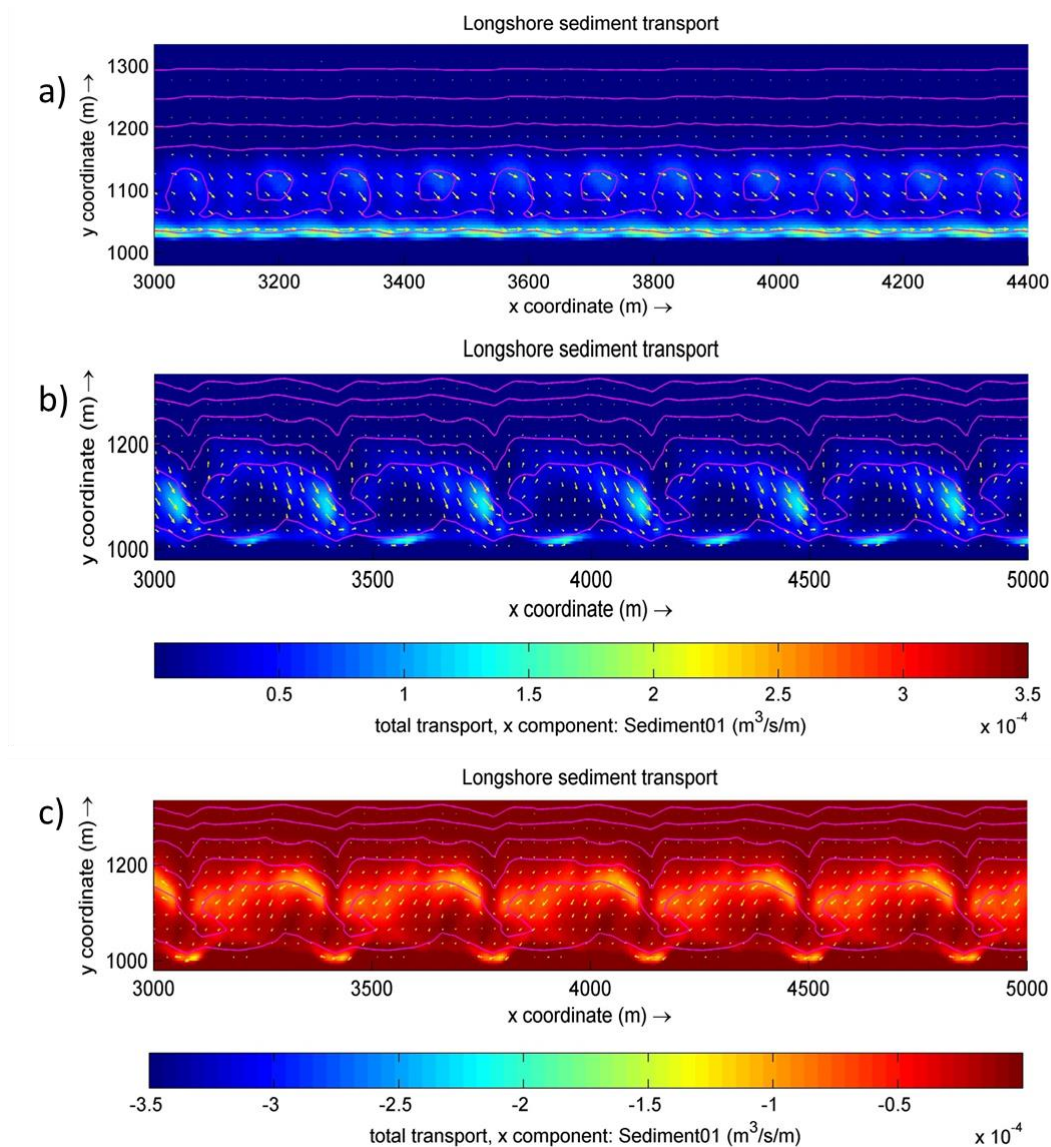 Longshore sediment transport
a)
y coordinate (m) →
1300
1200
1100
1000
3000 3200 3400 3600 3800 4000 4200 4400
x coordinate (m) →
Longshore sediment transport
b)
y coordinate (m) →
1200
1000
3000 3500 4000 4500 5000
x coordinate (m) →
0.5 1 1.5 2 2.5 3 3.5
total transport, x component: Sediment01 (m³/s/m) x 10⁻⁴
Longshore sediment transport
c)
y coordinate (m) →
1200
1000
3000 3500 4000 4500 5000
x coordinate (m) →
-3.5 -3 -2.5 -2 -1.5 -1 -0.5
total transport, x component: Sediment01 (m³/s/m) x 10⁻⁴